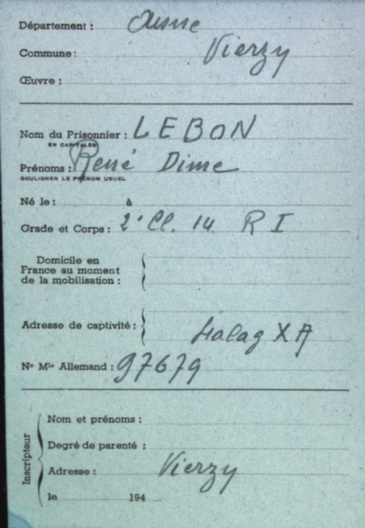 Département : Aisne
Commune : Vierzy
Œuvre :
Nom du Prisonnier : LEBON
EN CAPITALES
Prénoms : René Dime
SOULIGNER LE PRÉNOM USUEL
Né le : à
Grade et Corps : 2e Cl. 14 R I
Domicile en
France au moment
de la mobilisation :
Adresse de captivité : Stalag X A
No Mle Allemand : 97679
Inscripteur
Nom et prénoms :
Degré de parenté :
Adresse : Vierzy
le 194